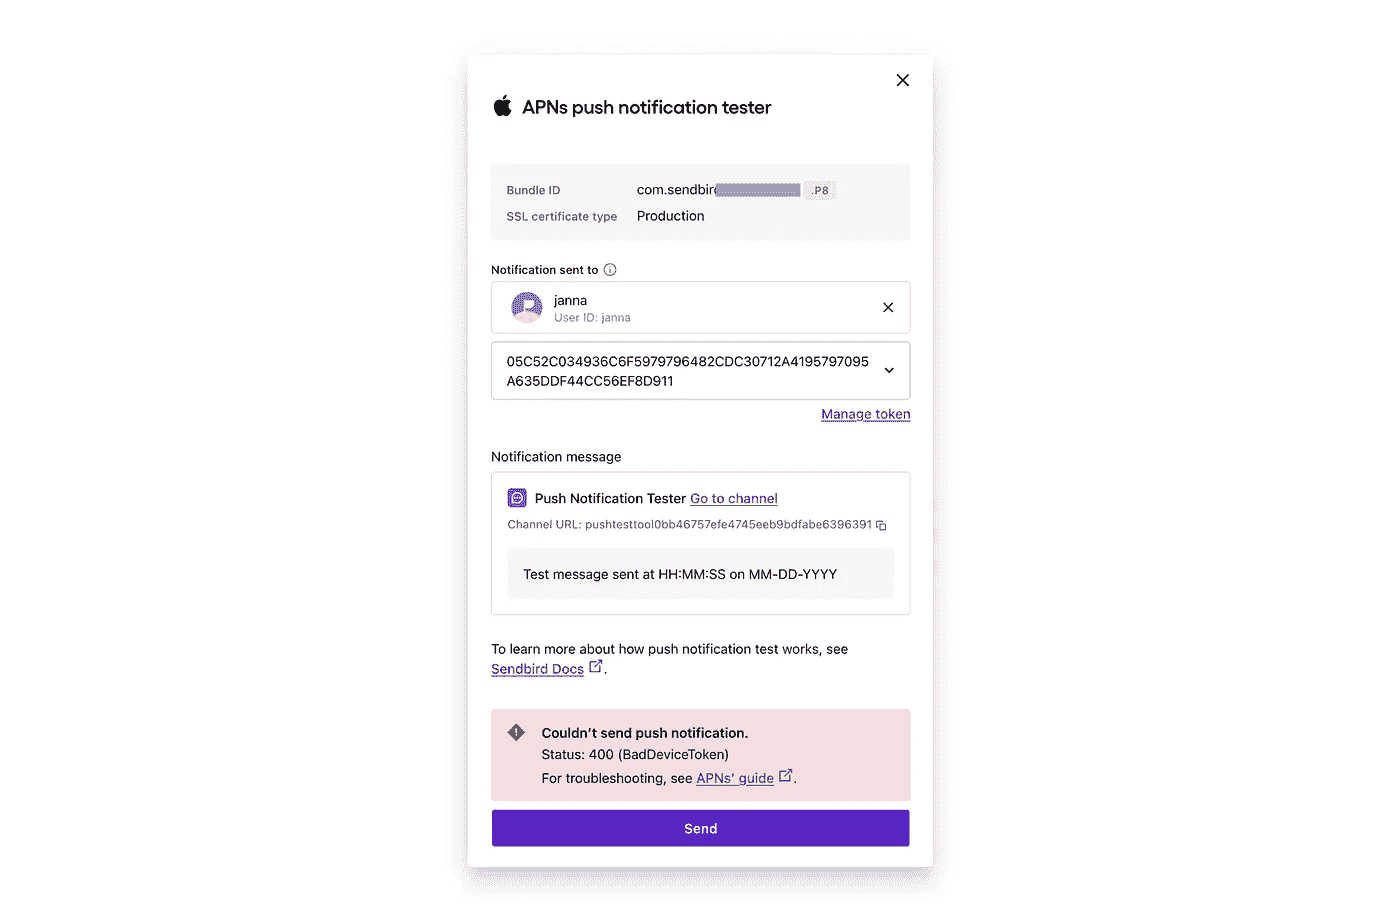 APNs push notification tester
Bundle ID com.sendbird .P8
SSL certificate type Production
Notification sent to
janna
User ID: janna
05C52C034936C6F5979796482CDC30712A4195797095
A635DDF44CC56EF8D911
Manage token
Notification message
Push Notification Tester Go to channel
Channel URL: pushtesttool0bb46757efe4745eeb9bdfabe6396391
Test message sent at HH:MM:SS on MM-DD-YYYY
To learn more about how push notification test works, see
Sendbird Docs .
Couldn’t send push notification.
Status: 400 (BadDeviceToken)
For troubleshooting, see APNs’ guide .
Send